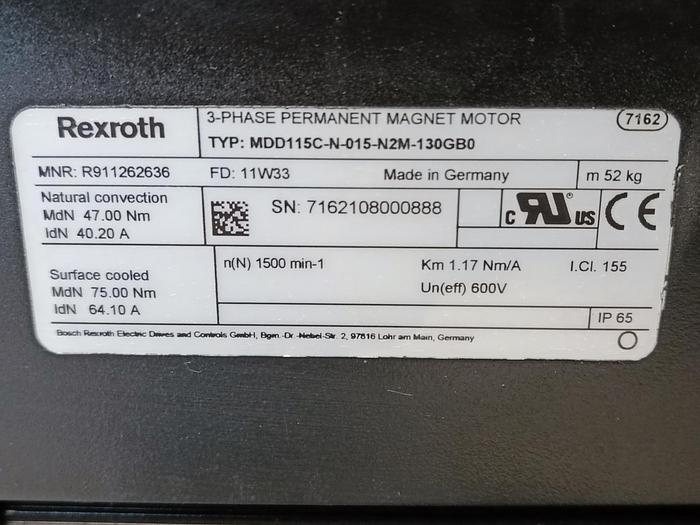 Rexroth
3-PHASE PERMANENT MAGNET MOTOR
7162
TYP: MDD115C-N-015-N2M-130GB0
MNR: R911262636
FD: 11W33
Made in Germany
m 52 kg
Natural convection
MdN 47.00 Nm
IdN 40.20 A
SN: 7162108000888
c RU us CE
Surface cooled
MdN 75.00 Nm
IdN 64.10 A
n(N) 1500 min-1
Km 1.17 Nm/A
I.Cl. 155
Un(eff) 600V
IP 65
Bosch Rexroth Electric Drives and Controls GmbH, Bgm.-Dr.-Nebel-Str. 2, 97816 Lohr am Main, Germany